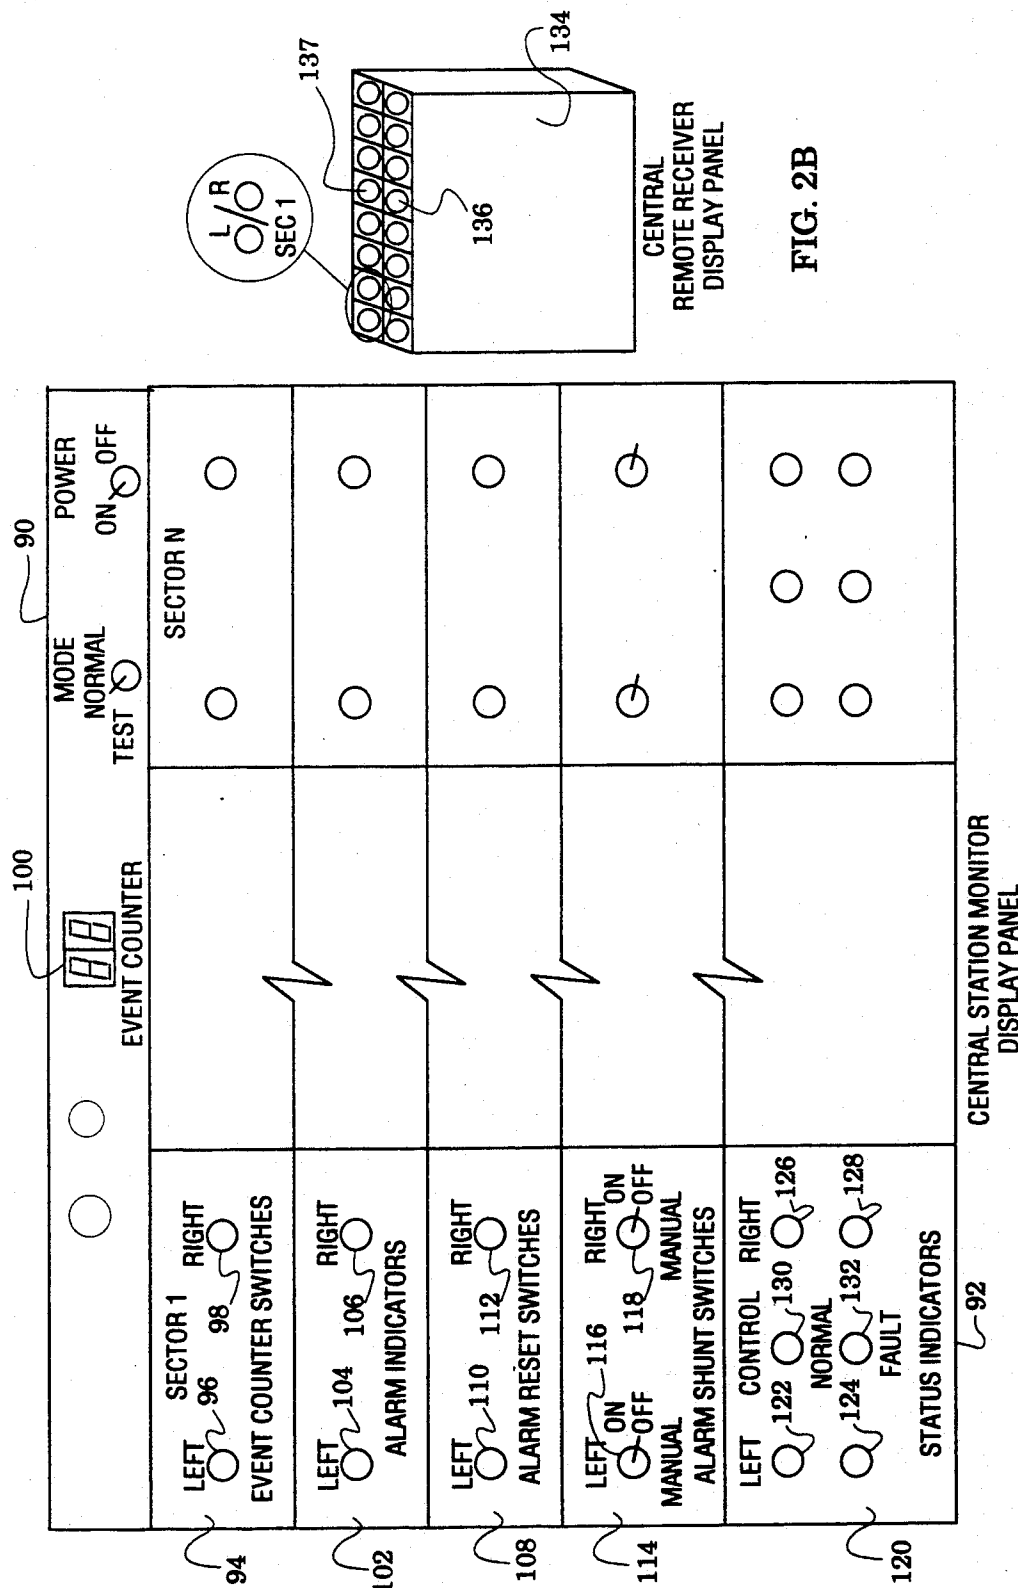 90
100
MODE
NORMAL
TEST
POWER
ON OFF
EVENT COUNTER
SECTOR 1
LEFT 96
98 RIGHT
EVENT COUNTER SWITCHES
94
SECTOR N
LEFT 104
106 RIGHT
ALARM INDICATORS
102
LEFT 110
112 RIGHT
ALARM RESET SWITCHES
108
LEFT 116
ON
OFF
MANUAL
118 RIGHT
ON
OFF
MANUAL
ALARM SHUNT SWITCHES
114
LEFT CONTROL RIGHT
122 130 126
NORMAL
124 132 128
FAULT
STATUS INDICATORS
120
92
CENTRAL STATION MONITOR
DISPLAY PANEL
L/R
SEC 1
137
136
134
CENTRAL
REMOTE RECEIVER
DISPLAY PANEL
FIG. 2B